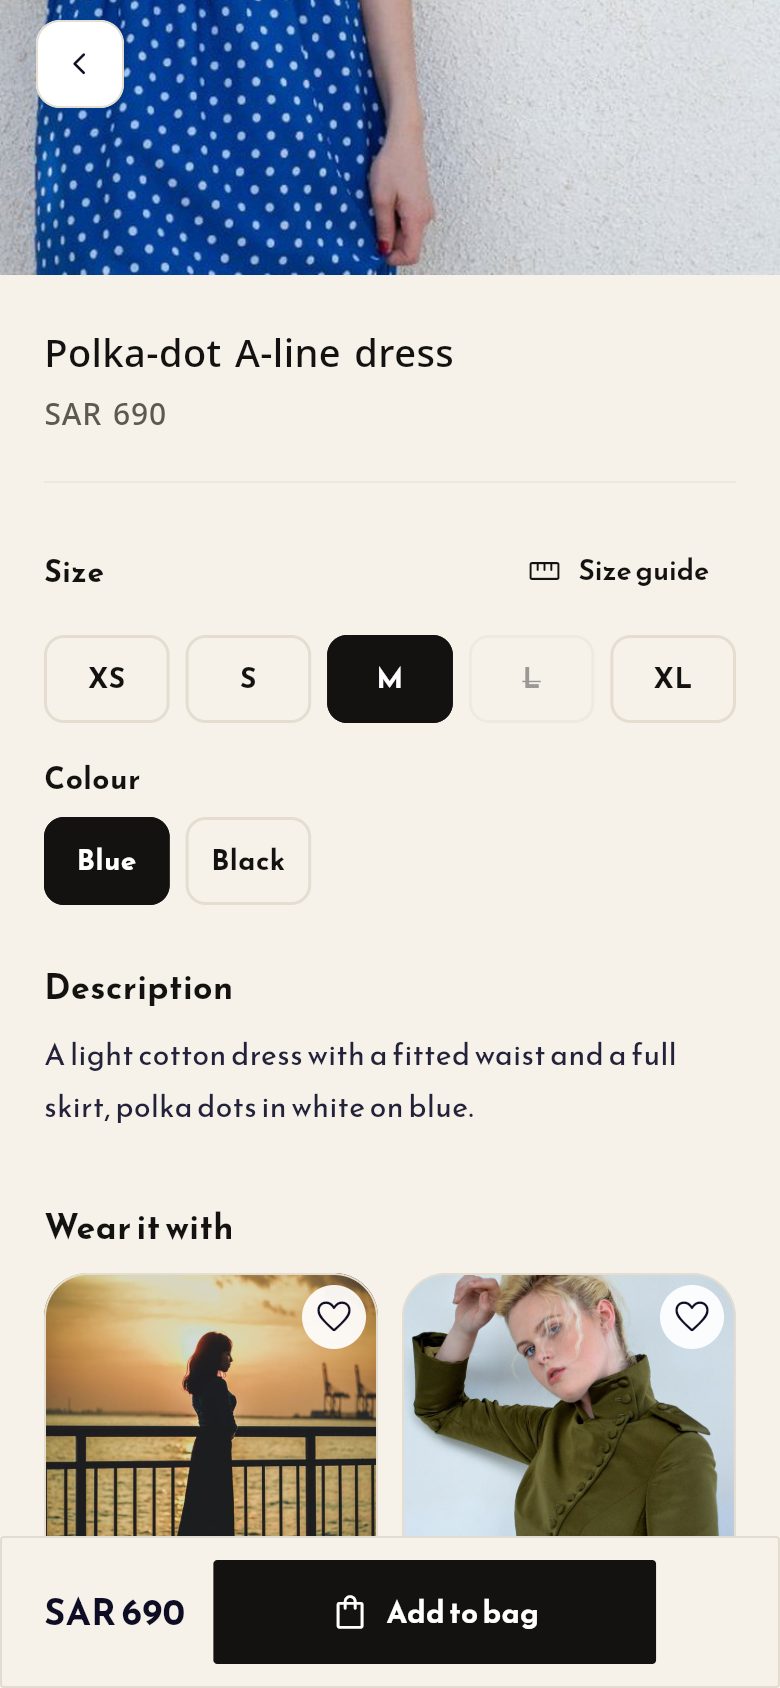 Polka-dot A-line dress
SAR 690
Size
Size guide
XS
S
M
L
XL
Colour
Blue
Black
Description
A light cotton dress with a fitted waist and a full
skirt, polka dots in white on blue.
Wear it with
SAR 690
Add to bag